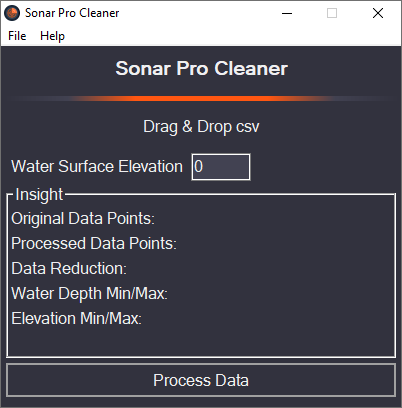 Sonar Pro Cleaner
File Help
Sonar Pro Cleaner
Drag & Drop csv
Water Surface Elevation 0
Insight
Original Data Points:
Processed Data Points:
Data Reduction:
Water Depth Min/Max:
Elevation Min/Max:
Process Data